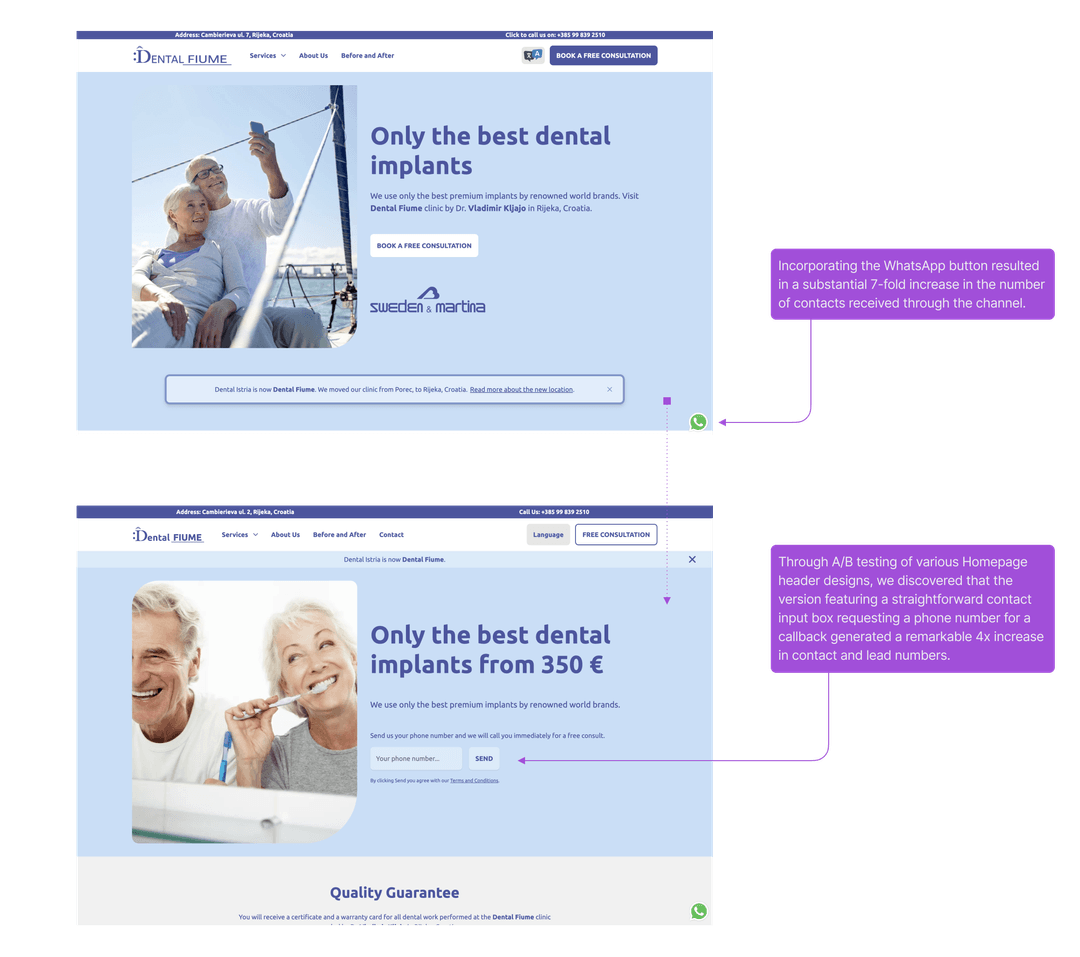 Address: Cambierieva ul. 7, Rijeka, Croatia
Click to call us on: +385 99 839 2510
DENTAL FIUME
Services
About Us
Before and After
BOOK A FREE CONSULTATION
Only the best dental
implants
We use only the best premium implants by renowned world brands. Visit
Dental Fiume clinic by Dr. Vladimir Kljajo in Rijeka, Croatia.
BOOK A FREE CONSULTATION
sweden & martina
Dental Istria is now Dental Fiume. We moved our clinic from Porec, to Rijeka, Croatia. Read more about the new location.
Incorporating the WhatsApp button resulted
in a substantial 7-fold increase in the number
of contacts received through the channel.
Address: Cambierieva ul. 2, Rijeka, Croatia
Call Us: +385 99 839 2510
Dental FIUME
Services
About Us
Before and After
Contact
Language
FREE CONSULTATION
Dental Istria is now Dental Fiume.
Only the best dental
implants from 350 €
We use only the best premium implants by renowned world brands.
Send us your phone number and we will call you immediately for a free consult.
Your phone number...
SEND
By clicking Send you agree with our Terms and Conditions.
Through A/B testing of various Homepage
header designs, we discovered that the
version featuring a straightforward contact
input box requesting a phone number for a
callback generated a remarkable 4x increase
in contact and lead numbers.
Quality Guarantee
You will receive a certificate and a warranty card for all dental work performed at the Dental Fiume clinic